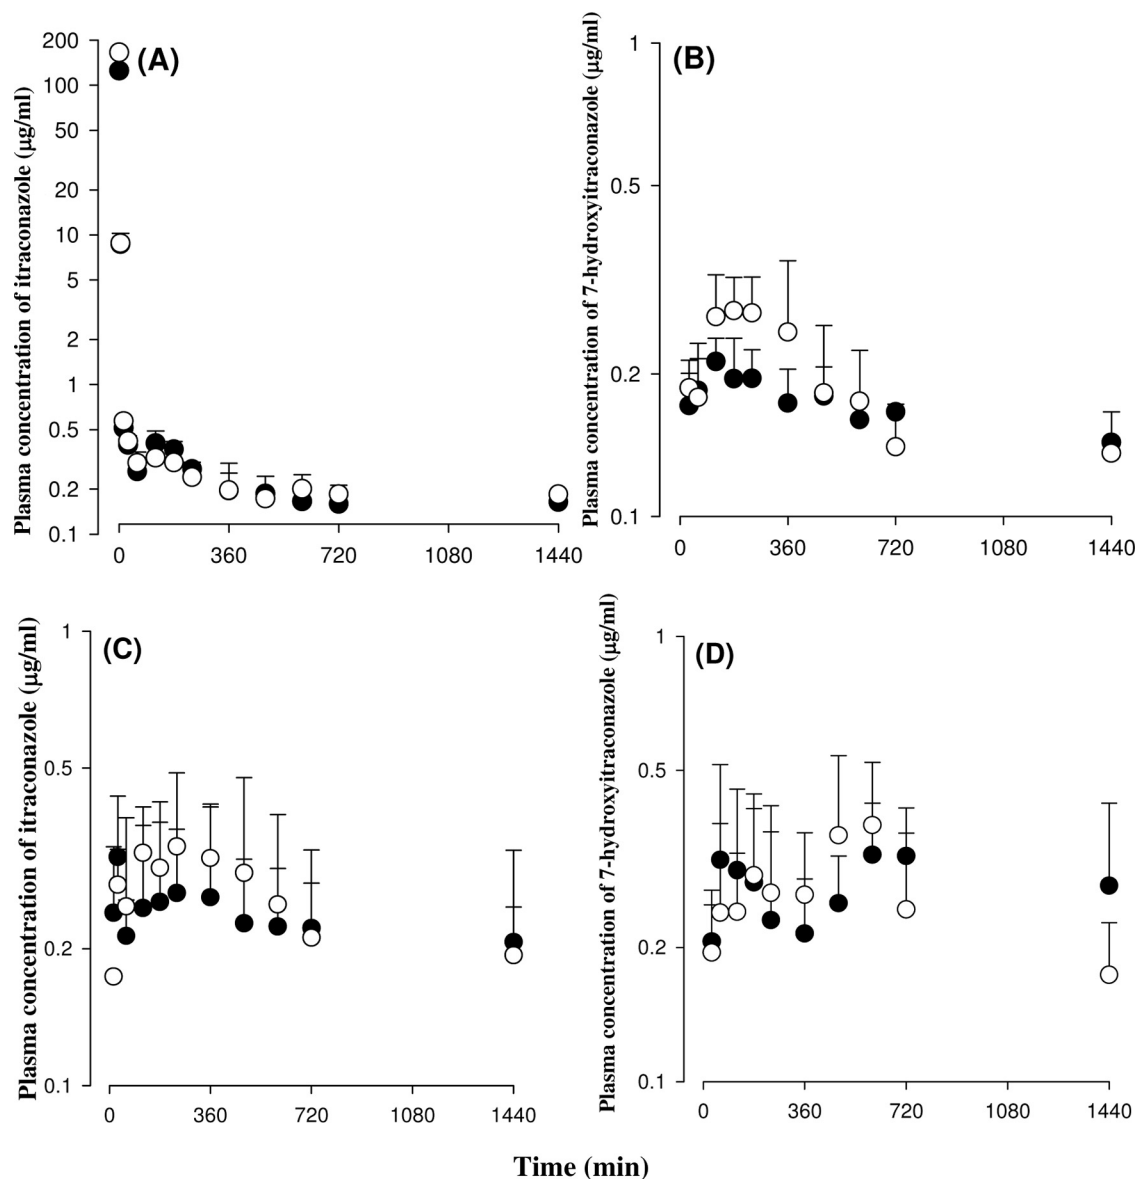 (A)
Plasma concentration of itraconazole (μg/ml)
200
100
50
20
10
5
2
1
0.5
0.2
0.1
0 360 720 1080 1440
(B)
Plasma concentration of 7-hydroxyitraconazole (μg/ml)
1
0.5
0.2
0.1
0 360 720 1080 1440
(C)
Plasma concentration of itraconazole (μg/ml)
1
0.5
0.2
0.1
0 360 720 1080 1440
(D)
Plasma concentration of 7-hydroxyitraconazole (μg/ml)
1
0.5
0.2
0.1
0 360 720 1080 1440
Time (min)